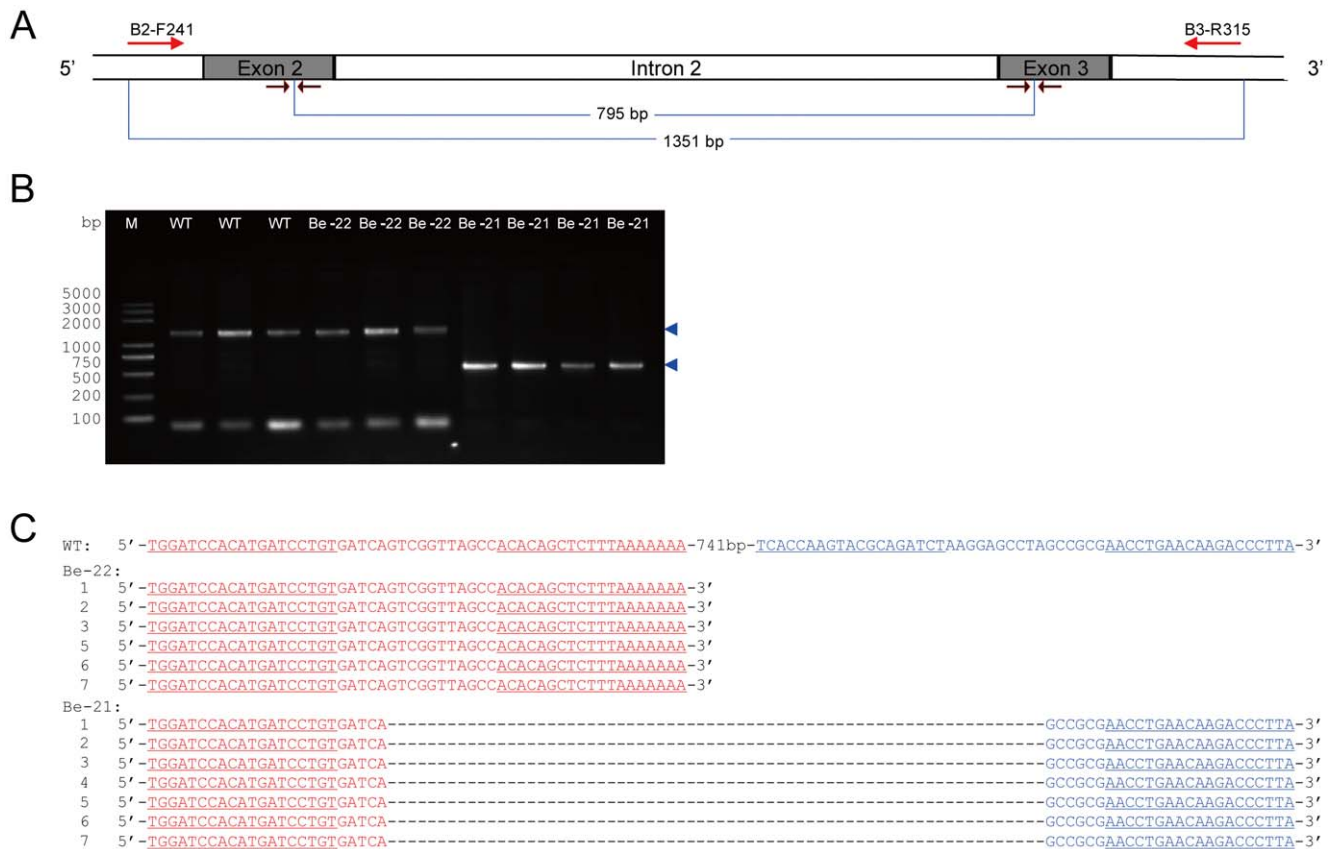 A
B2-F241
B3-R315
5’ Exon 2 Intron 2 Exon 3 3’
795 bp
1351 bp
B
bp M WT WT WT Be -22 Be -22 Be -22 Be -21 Be -21 Be -21 Be -21
5000
3000
2000
1000
750
500
200
100
C
WT: 5’-TGGATCCACATGATCCTGTGATCAGTCGGTTAGCCACACAGCTCTTTAAAAAAA-741bp-TCACCAAGTACGCAGATCTAAGGAGCCTAGCCGCGAACCTGAACAAGACCCTTA-3’
Be-22:
1 5’-TGGATCCACATGATCCTGTGATCAGTCGGTTAGCCACACAGCTCTTTAAAAAAA-3’
2 5’-TGGATCCACATGATCCTGTGATCAGTCGGTTAGCCACACAGCTCTTTAAAAAAA-3’
3 5’-TGGATCCACATGATCCTGTGATCAGTCGGTTAGCCACACAGCTCTTTAAAAAAA-3’
5 5’-TGGATCCACATGATCCTGTGATCAGTCGGTTAGCCACACAGCTCTTTAAAAAAA-3’
6 5’-TGGATCCACATGATCCTGTGATCAGTCGGTTAGCCACACAGCTCTTTAAAAAAA-3’
7 5’-TGGATCCACATGATCCTGTGATCAGTCGGTTAGCCACACAGCTCTTTAAAAAAA-3’
Be-21:
1 5’-TGGATCCACATGATCCTGTGATCA------------------------------------------------------------------GCCGCGAACCTGAACAAGACCCTTA-3’
2 5’-TGGATCCACATGATCCTGTGATCA------------------------------------------------------------------GCCGCGAACCTGAACAAGACCCTTA-3’
3 5’-TGGATCCACATGATCCTGTGATCA------------------------------------------------------------------GCCGCGAACCTGAACAAGACCCTTA-3’
4 5’-TGGATCCACATGATCCTGTGATCA------------------------------------------------------------------GCCGCGAACCTGAACAAGACCCTTA-3’
5 5’-TGGATCCACATGATCCTGTGATCA------------------------------------------------------------------GCCGCGAACCTGAACAAGACCCTTA-3’
6 5’-TGGATCCACATGATCCTGTGATCA------------------------------------------------------------------GCCGCGAACCTGAACAAGACCCTTA-3’
7 5’-TGGATCCACATGATCCTGTGATCA------------------------------------------------------------------GCCGCGAACCTGAACAAGACCCTTA-3’